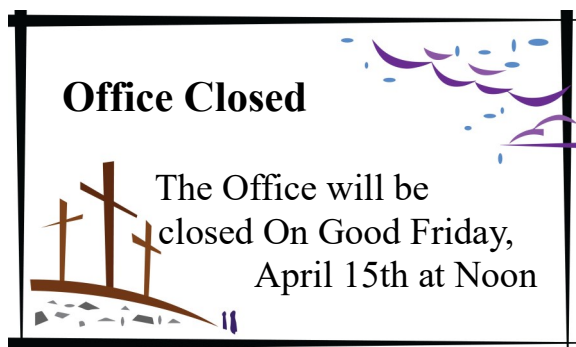 Office Closed
The Office will be
closed On Good Friday,
April 15th at Noon